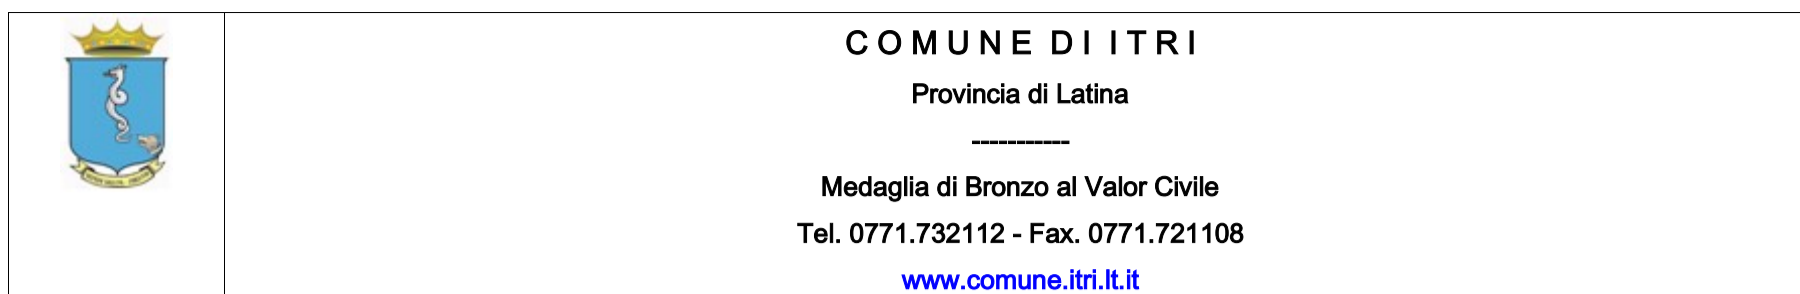 C O M U N E  D I  I T R I
Provincia di Latina
-----------
Medaglia di Bronzo al Valor Civile
Tel. 0771.732112 - Fax. 0771.721108
www.comune.itri.lt.it